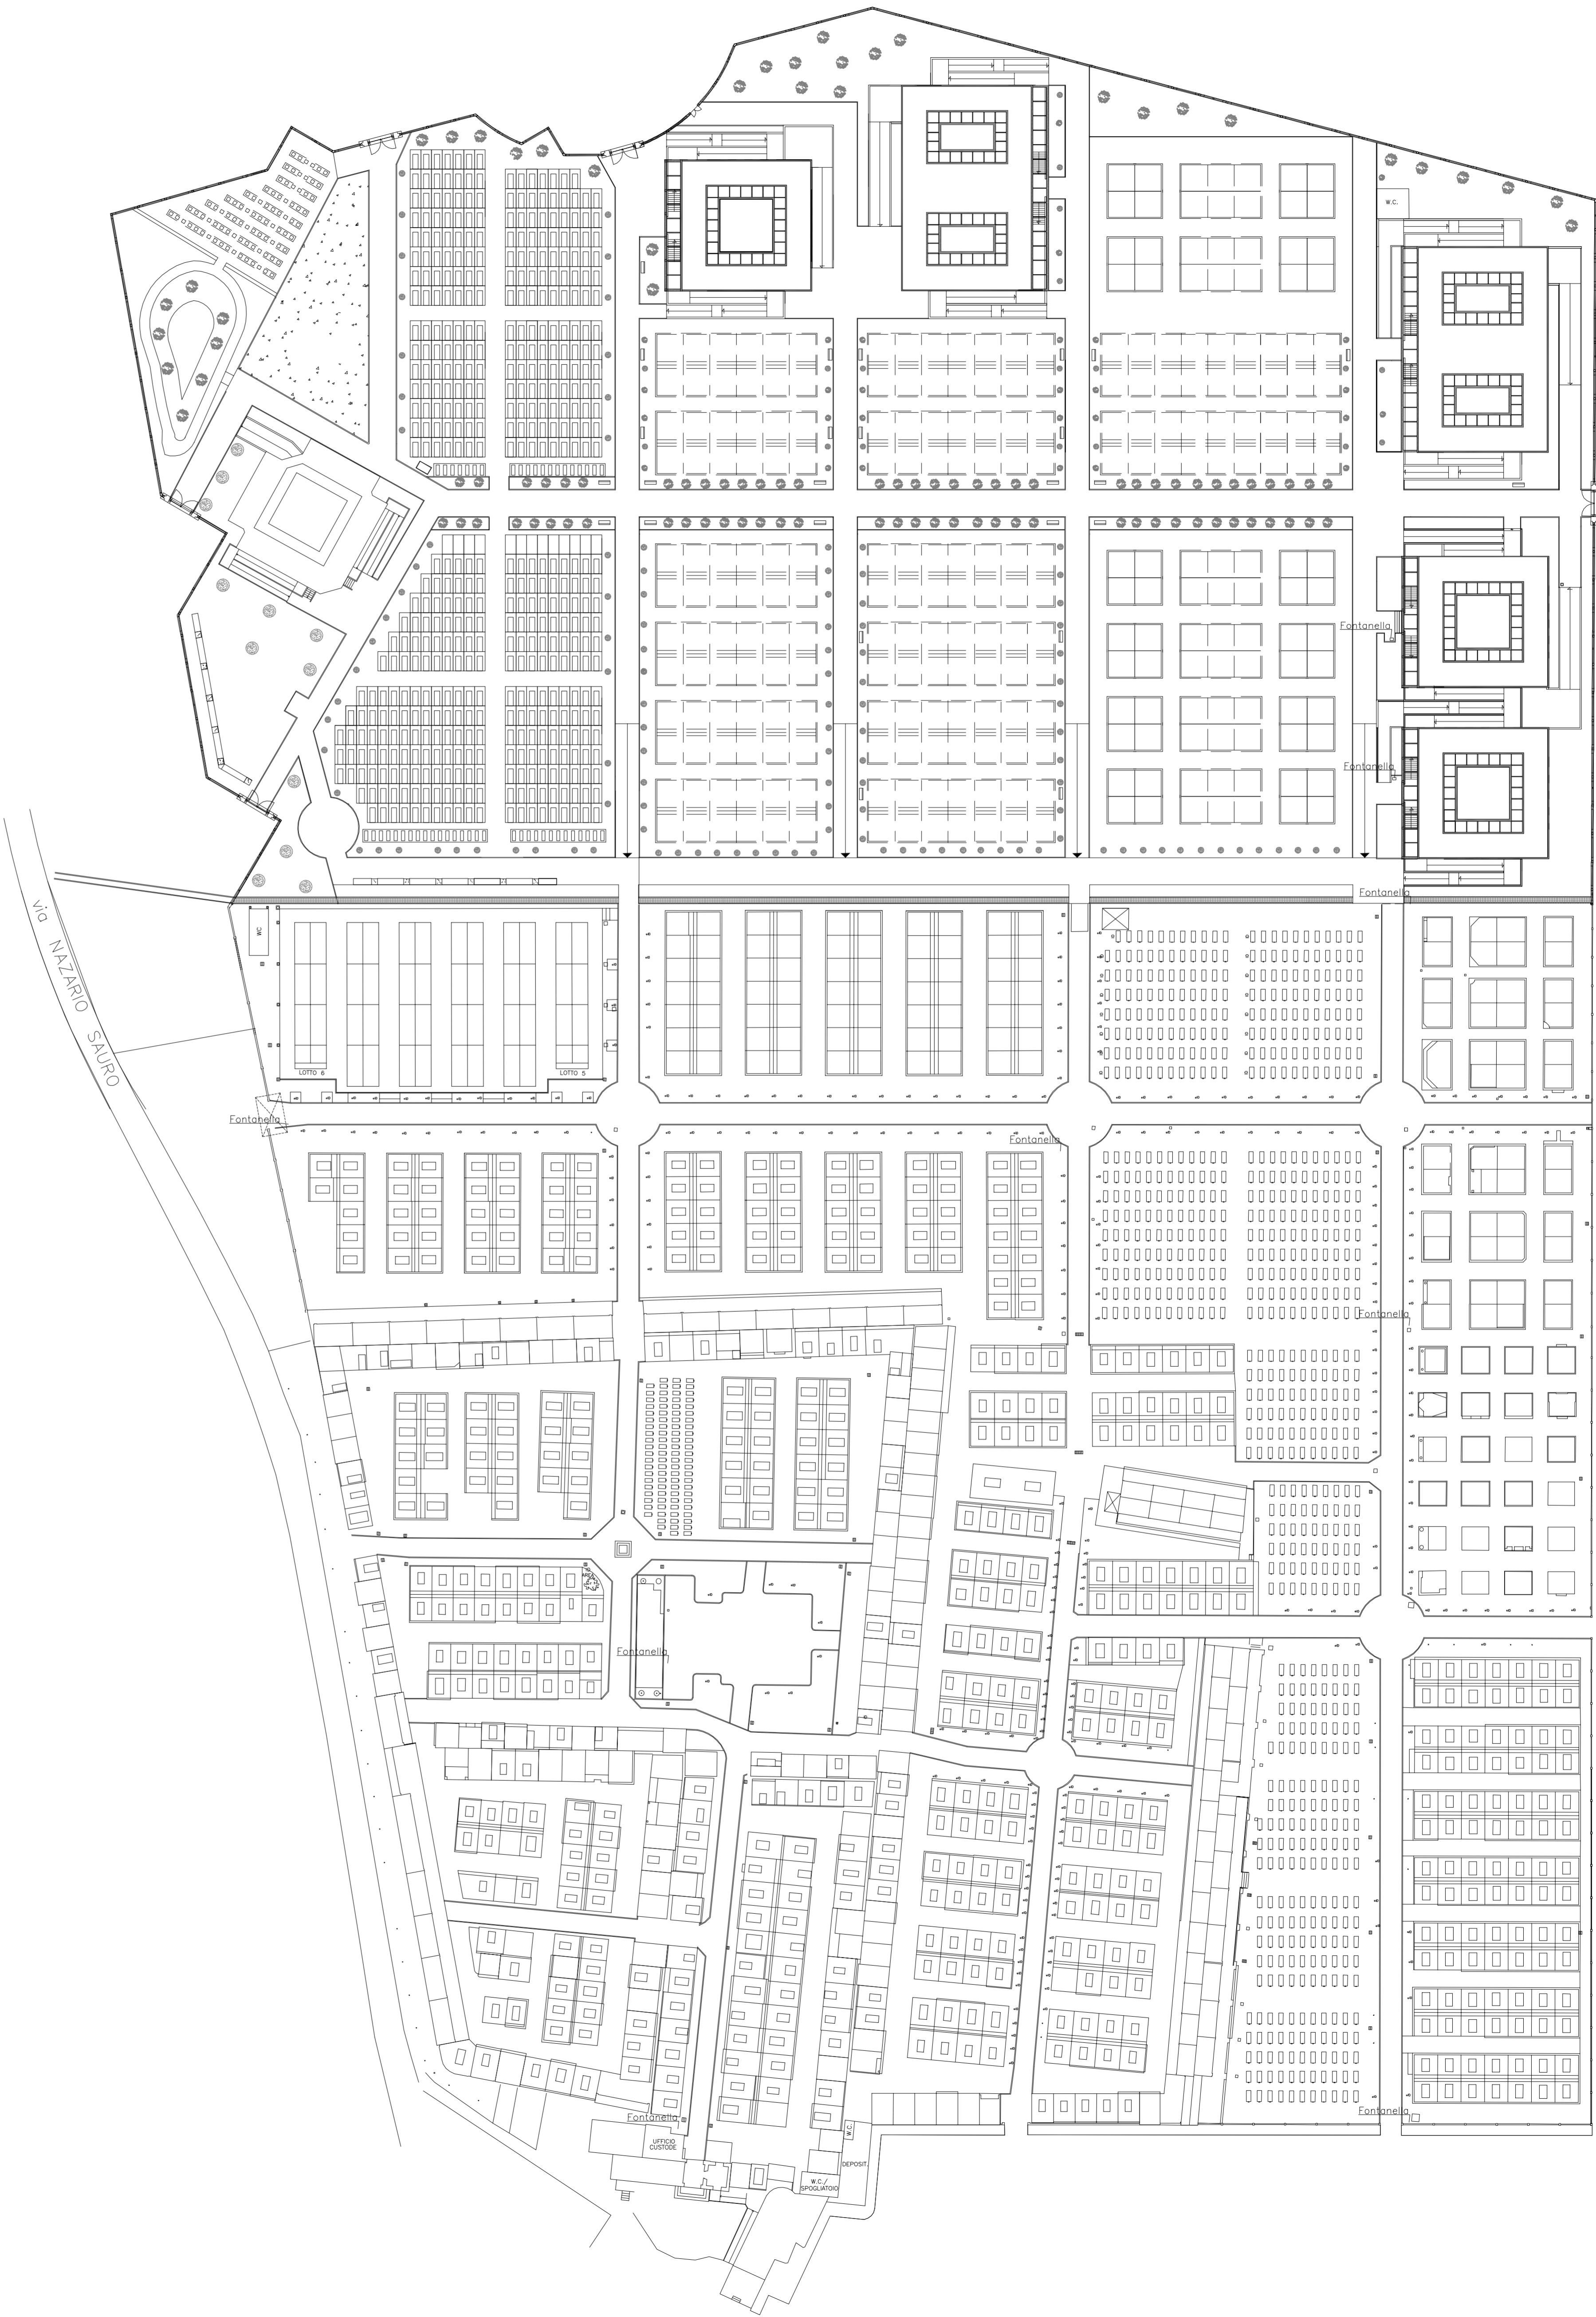 W.C.
Fontanella
Fontanella
Fontanella
via NAZARIO SAURO
WC
LOTTO 6
LOTTO 5
Fontanella
Fontanella
Fontanella
AREA
Fontanella
Fontanella
Fontanella
UFFICIO
CUSTODE
W.C.
DEPOSIT.
W.C./
SPOGLIATOIO